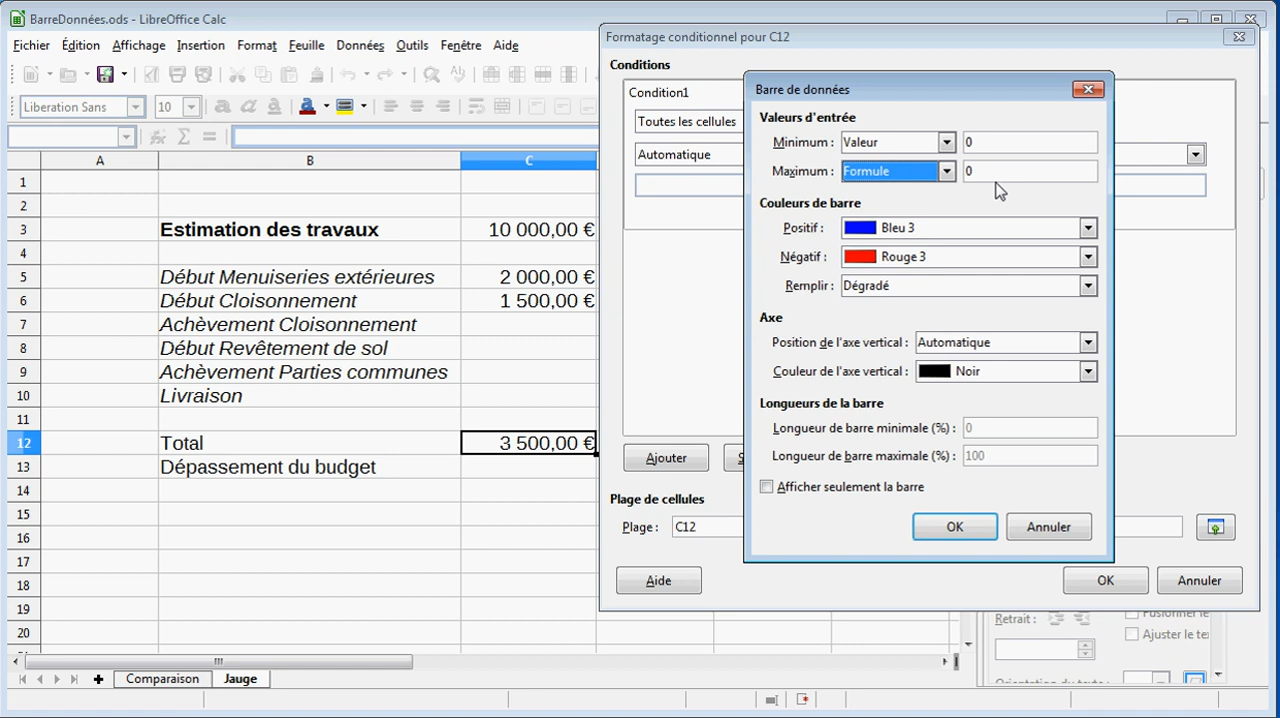 BarreDonnées.ods - LibreOffice Calc
Fichier Édition Affichage Insertion Format Feuille Données Outils Fenêtre Aide
Liberation Sans 10
A B C
1
2
3 Estimation des travaux 10 000,00 €
4
5 Début Menuiseries extérieures 2 000,00 €
6 Début Cloisonnement 1 500,00 €
7 Achèvement Cloisonnement
8 Début Revêtement de sol
9 Achèvement Parties communes
10 Livraison
11
12 Total 3 500,00 €
13 Dépassement du budget
14
15
16
17
18
19
20
Comparaison Jauge
Formatage conditionnel pour C12
Conditions
Condition1
Toutes les cellules
Automatique
Ajouter
Plage de cellules
Plage : C12
Aide OK Annuler
Barre de données
Valeurs d'entrée
Minimum : Valeur 0
Maximum : Formule 0
Couleurs de barre
Positif : Bleu 3
Négatif : Rouge 3
Remplir : Dégradé
Axe
Position de l'axe vertical : Automatique
Couleur de l'axe vertical : Noir
Longueurs de la barre
Longueur de barre minimale (%) : 0
Longueur de barre maximale (%) : 100
Afficher seulement la barre
OK Annuler
Retrait :
Fusionner le
Ajuster le te